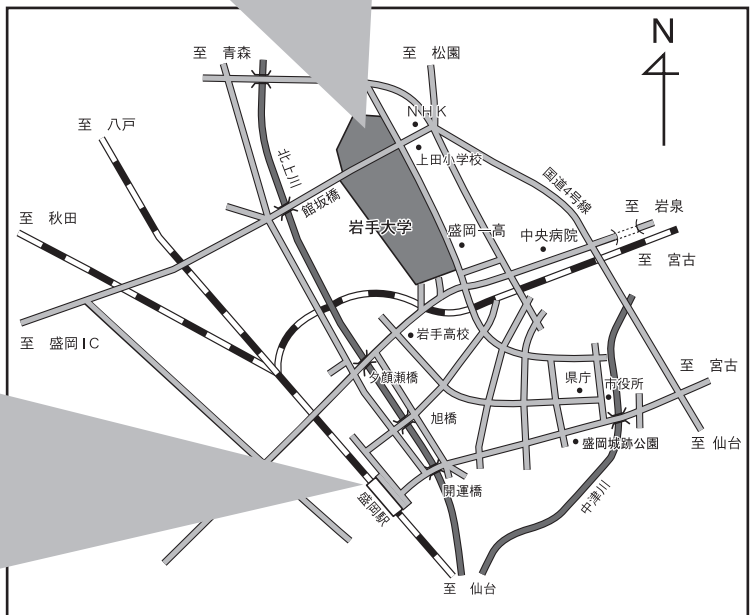 N
至 青森
至 松園
NHK
至 八戸
上田小学校
北上川
国道4号線
館坂橋
至 岩泉
至 秋田
岩手大学
盛岡一高
中央病院
至 宮古
至 盛岡IC
岩手高校
夕顔瀬橋
県庁
市役所
至 宮古
旭橋
盛岡城跡公園
至 仙台
開運橋
盛岡駅
中津川
至 仙台